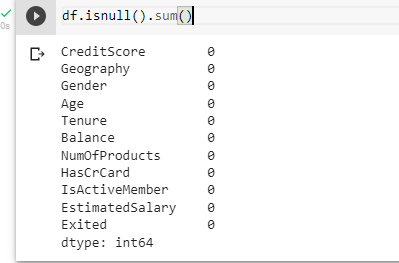 df.isnull().sum()
0s
CreditScore 0
Geography 0
Gender 0
Age 0
Tenure 0
Balance 0
NumOfProducts 0
HasCrCard 0
IsActiveMember 0
EstimatedSalary 0
Exited 0
dtype: int64